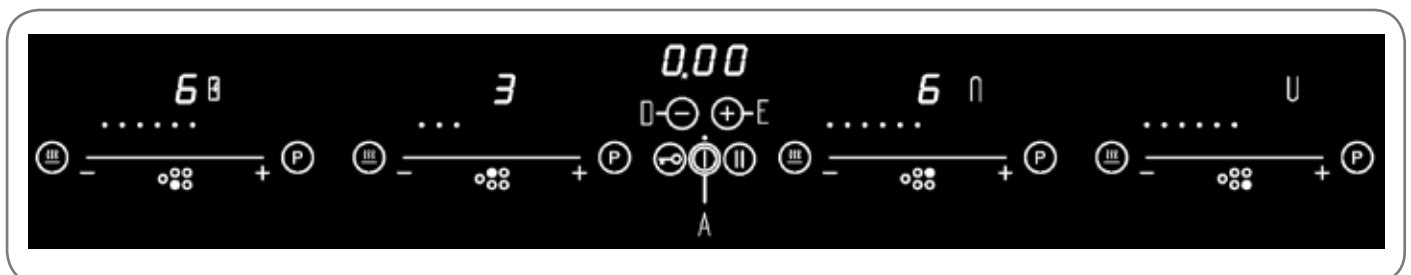 0.00
6 3 6 U
D - + E
P P P P
- + - + - + - +
A